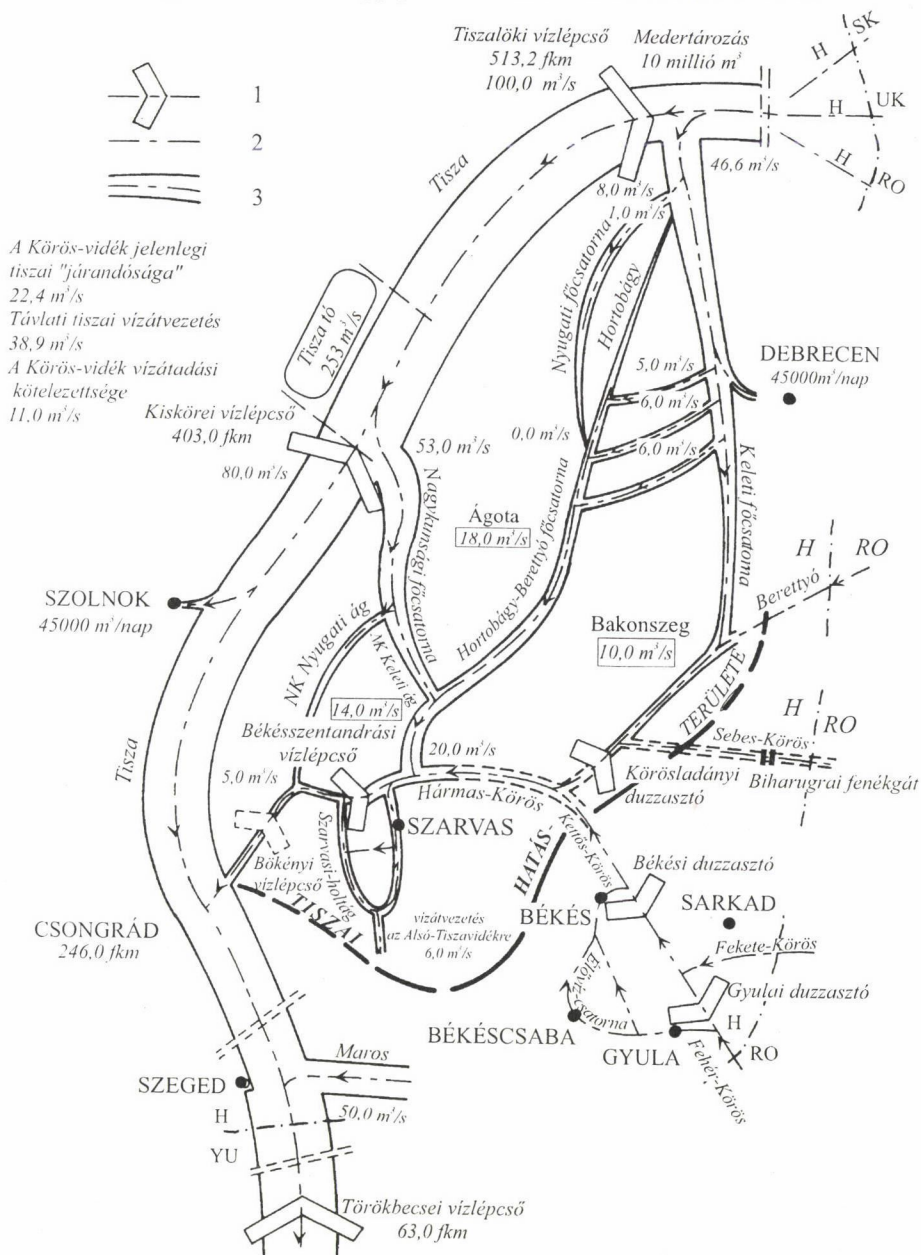 Tiszalöki vízlépcső
513,2 fkm
100,0 m³/s
Medertározás
10 millió m³
H
SK
H
UK
H
RO
1
2
3
Tisza
46,6 m³/s
8,0 m³/s
1,0 m³/s
A Körös-vidék jelenlegi
tiszai "járandósága"
22,4 m³/s
Távlati tiszai vízátvezetés
38,9 m³/s
A Körös-vidék vízátadási
kötelezettsége
11,0 m³/s
Tisza tó
253 m³/s
Nyugati főcsatorna
Hortobágy
5,0 m³/s
6,0 m³/s
6,0 m³/s
DEBRECEN
45000m³/nap
Kiskörei vízlépcső
403,0 fkm
80,0 m³/s
53,0 m³/s
0,0 m³/s
Nagykunsági főcsatorna
Ágota
18,0 m³/s
Hortobágy-Berettyó főcsatorna
Keleti főcsatorna
H
RO
Berettyó
SZOLNOK
45000 m³/nap
NK Nyugati ág
NK Keleti ág
Bakonszeg
10,0 m³/s
14,0 m³/s
Békésszentandrási
vízlépcső
5,0 m³/s
20,0 m³/s
Hármas-Körös
TERÜLETE
H
RO
Sebes-Körös
Biharugrai fenékgát
Körösladányi
duzzasztó
Tisza
SZARVAS
Szarvasi-holtág
Bökényi
vízlépcső
TISZAI
HATÁS-
Kettős-Körös
Békési duzzasztó
BÉKÉS
SARKAD
CSONGRÁD
246,0 fkm
vízátvezetés
az Alsó-Tiszavidékre
6,0 m³/s
Fekete-Körös
Gyulai duzzasztó
Élővíz-Csatorna
BÉKÉSCSABA
GYULA
H
RO
Fehér-Körös
Maros
SZEGED
50,0 m³/s
H
YU
Törökbecsei vízlépcső
63,0 fkm